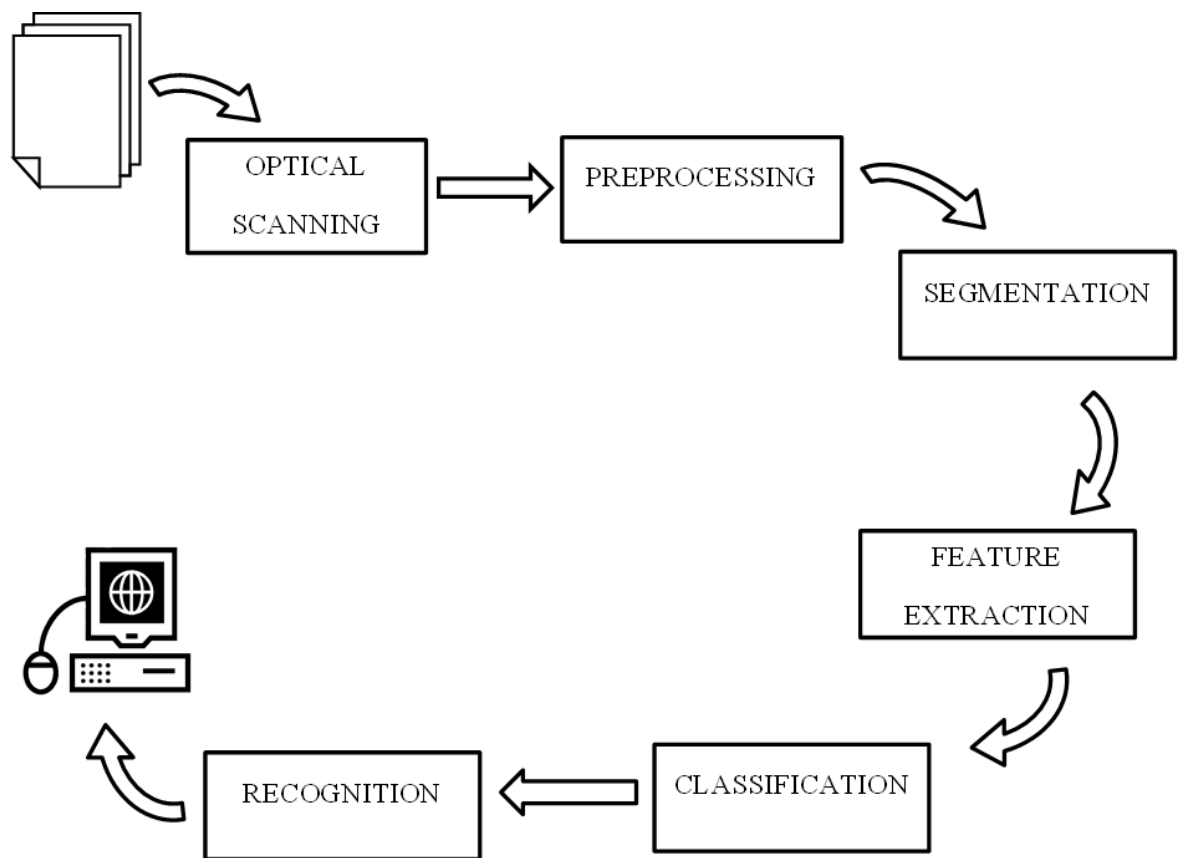 OPTICAL
SCANNING
PREPROCESSING
SEGMENTATION
FEATURE
EXTRACTION
CLASSIFICATION
RECOGNITION